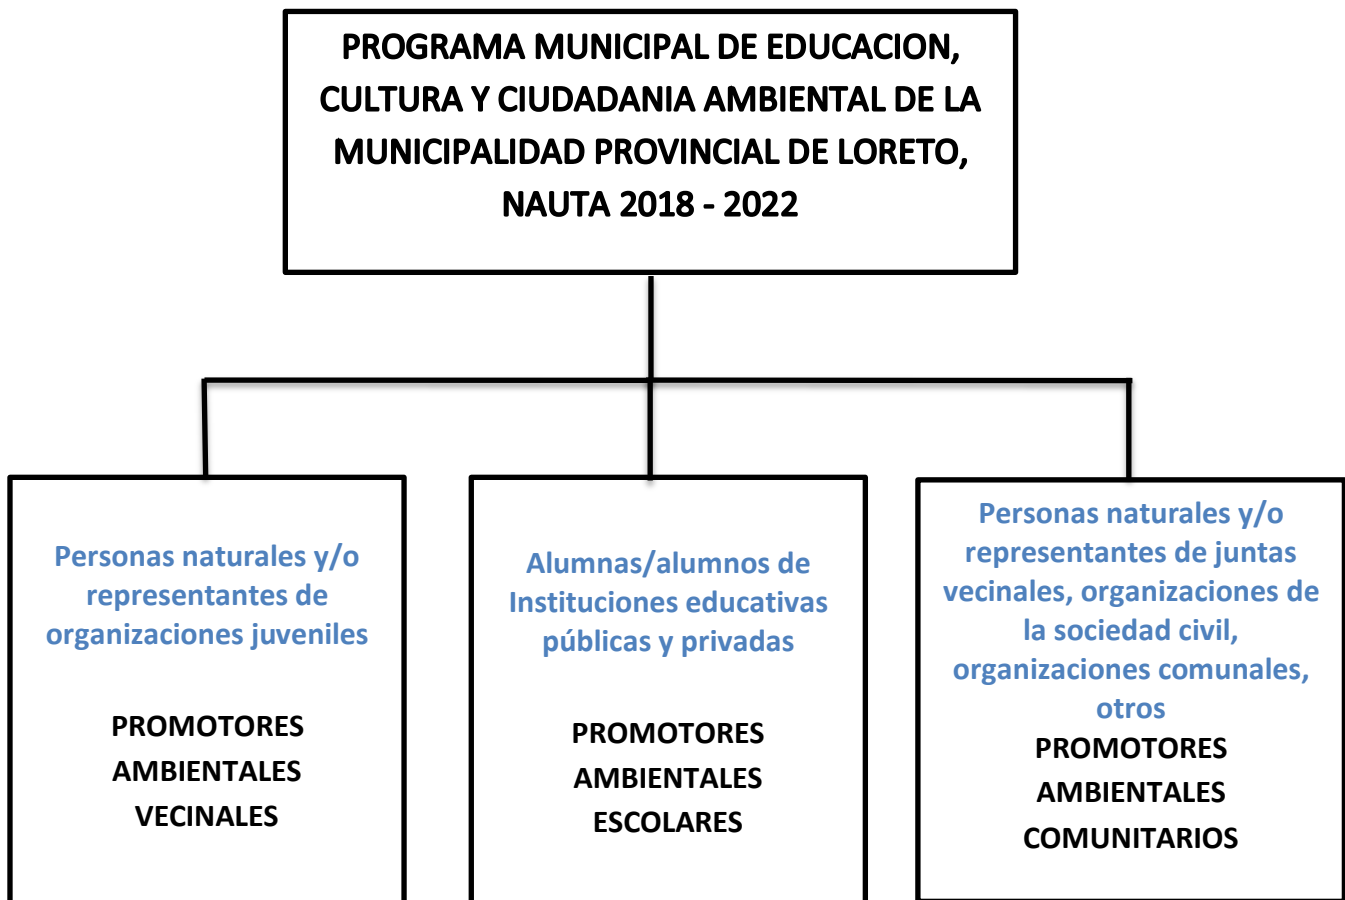 PROGRAMA MUNICIPAL DE EDUCACION,
CULTURA Y CIUDADANIA AMBIENTAL DE LA
MUNICIPALIDAD PROVINCIAL DE LORETO,
NAUTA 2018 - 2022
Personas naturales y/o
representantes de
organizaciones juveniles
PROMOTORES
AMBIENTALES
VECINALES
Alumnas/alumnos de
Instituciones educativas
públicas y privadas
PROMOTORES
AMBIENTALES
ESCOLARES
Personas naturales y/o
representantes de juntas
vecinales, organizaciones de
la sociedad civil,
organizaciones comunales,
otros
PROMOTORES
AMBIENTALES
COMUNITARIOS